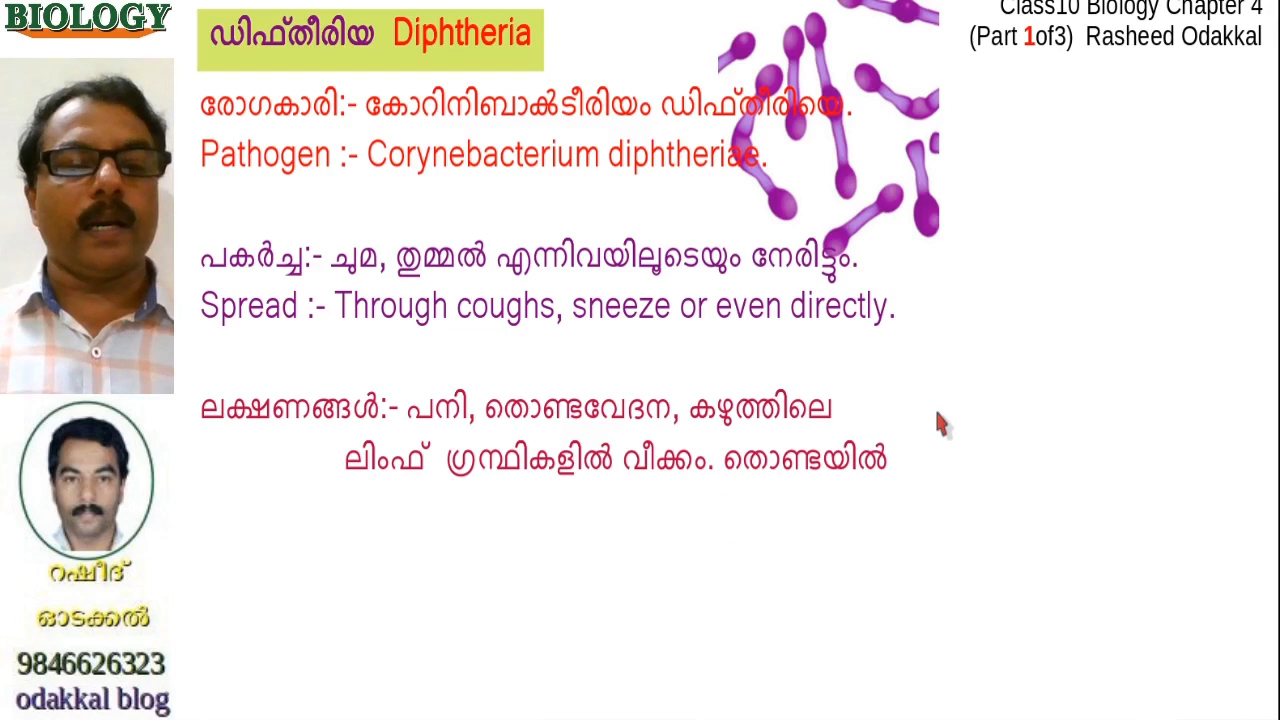 BIOLOGY
ഡിഫ്തീരിയ Diphtheria
Class10 Biology Chapter 4
(Part 1of3) Rasheed Odakkal
രോഗകാരി:- കോറിനിബാക്ടീരിയം ഡിഫ്തീരിയെ.
Pathogen :- Corynebacterium diphtheriae.
പകർച്ച:- ചുമ, തുമ്മൽ എന്നിവയിലൂടെയും നേരിട്ടും.
Spread :- Through coughs, sneeze or even directly.
ലക്ഷണങ്ങൾ:- പനി, തൊണ്ടവേദന, കഴുത്തിലെ
ലിംഫ് ഗ്രന്ഥികളിൽ വീക്കം. തൊണ്ടയിൽ
റഷീദ്
ഓടക്കൽ
9846626323
odakkal blog